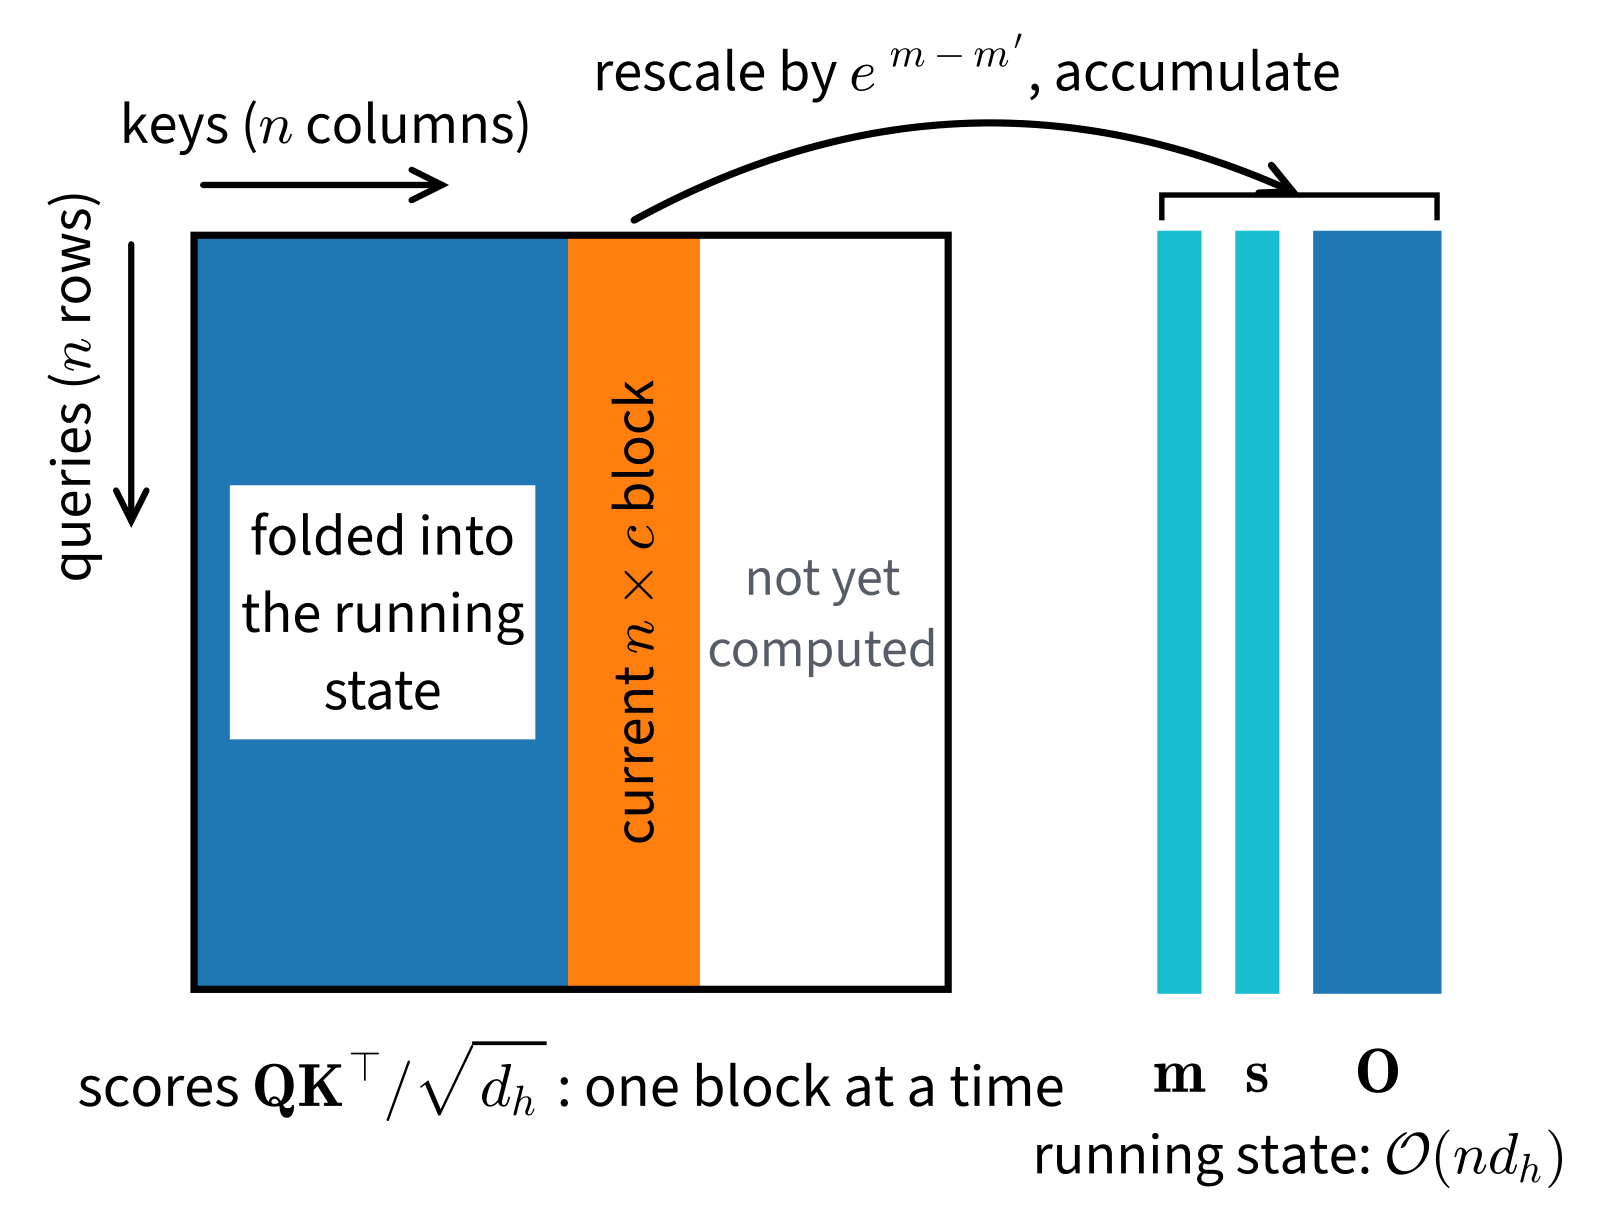 rescale by e^{m − m′}, accumulate
keys (n columns)
queries (n rows)
folded into
the running
state
current n × c block
not yet
computed
scores QK^⊤/√d_h : one block at a time
m s O
running state: 𝒪(nd_h)